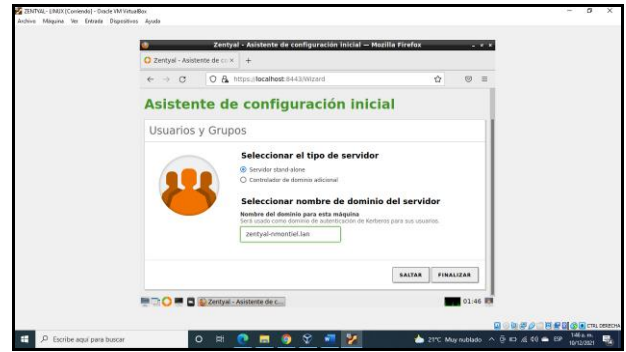 ZENTYAL - LINUX [Corriendo] - Oracle VM VirtualBox
Archivo Máquina Ver Entrada Dispositivos Ayuda
Zentyal - Asistente de configuración inicial — Mozilla Firefox
Zentyal - Asistente de co
https://localhost:8443/Wizard
Asistente de configuración inicial
Usuarios y Grupos
Seleccionar el tipo de servidor
Servidor stand-alone
Controlador de dominio adicional
Seleccionar nombre de dominio del servidor
Nombre del dominio para esta máquina
Será usado como dominio de autenticación de Kerberos para sus usuarios.
zentyal-nmontiel.lan
SALTAR FINALIZAR
Zentyal - Asistente de c...
01:46
CTRL DERECHA
Escribe aquí para buscar
21°C Muy nublado
ESP
1:46 a. m.
10/12/2021